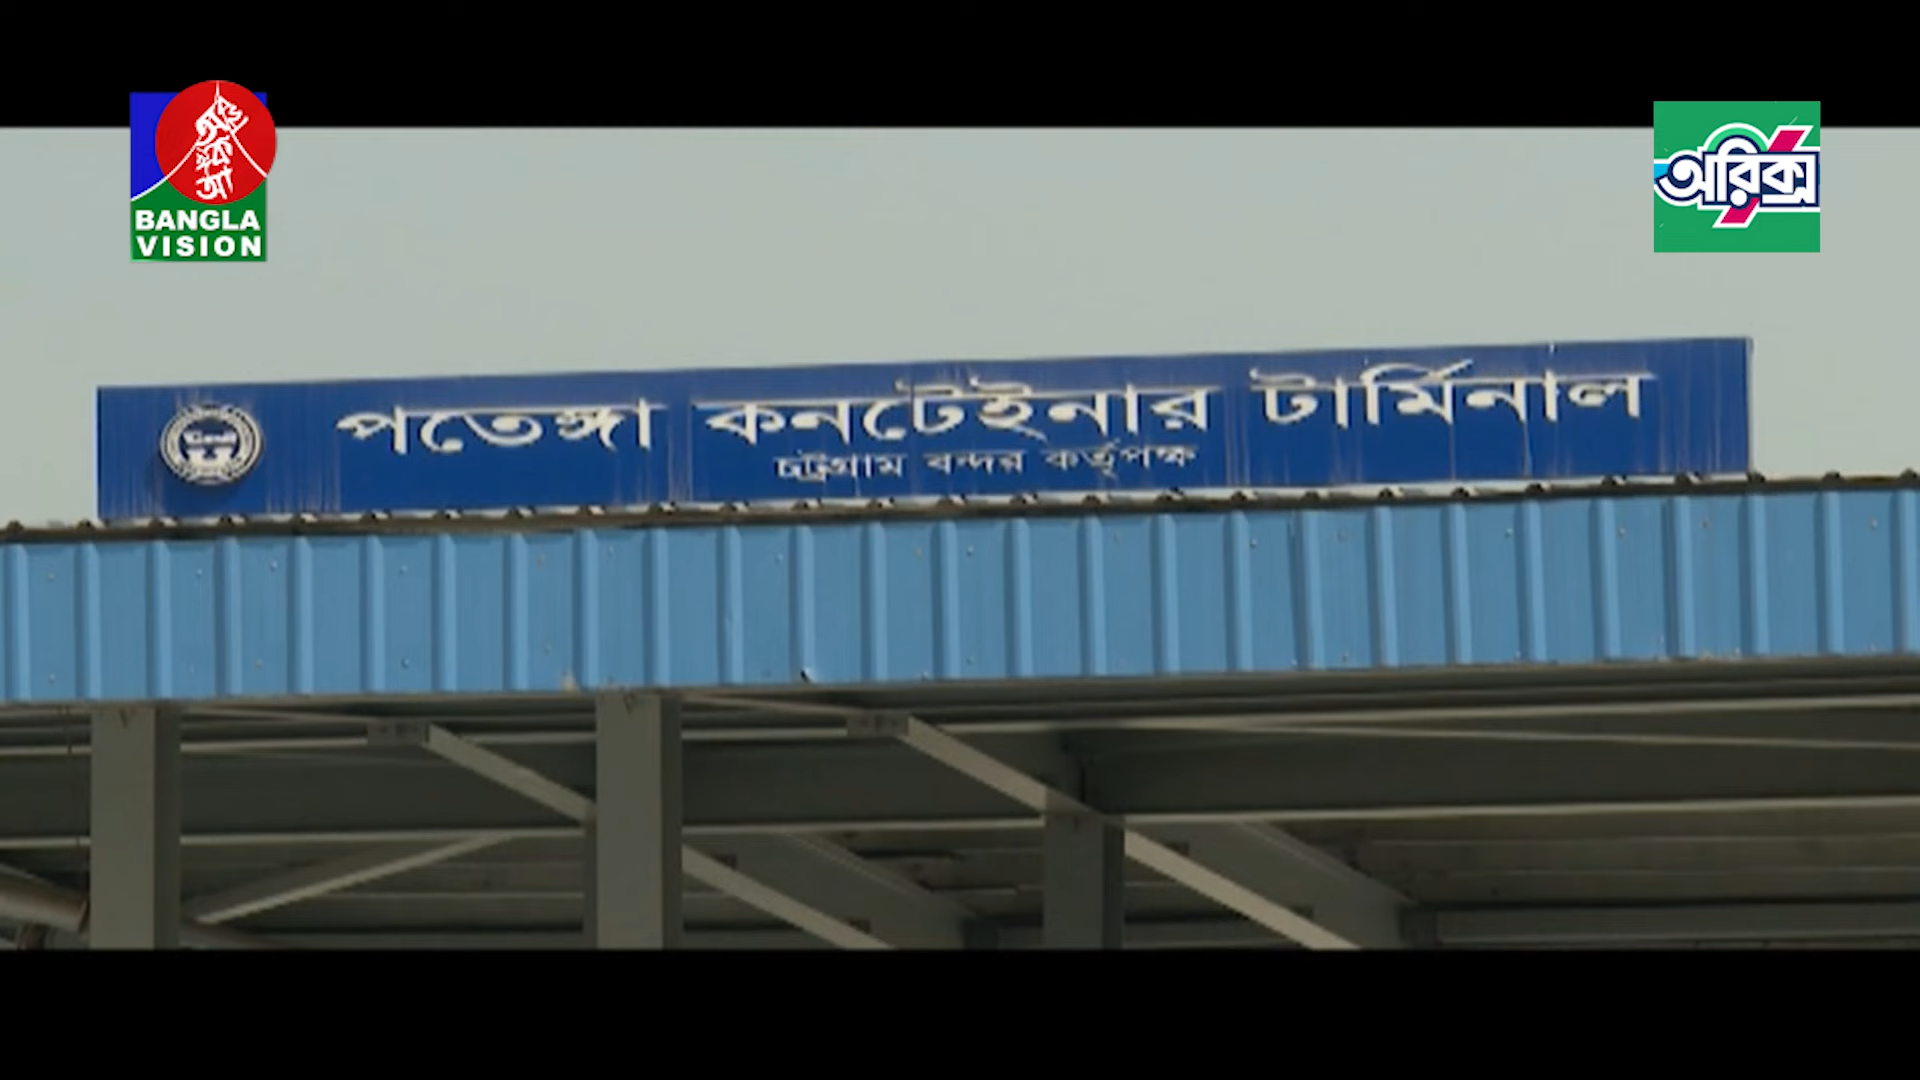 BANGLA
VISION
অরিক্স
পতেঙ্গা কনটেইনার টার্মিনাল
চট্টগ্রাম বন্দর কর্তৃপক্ষ